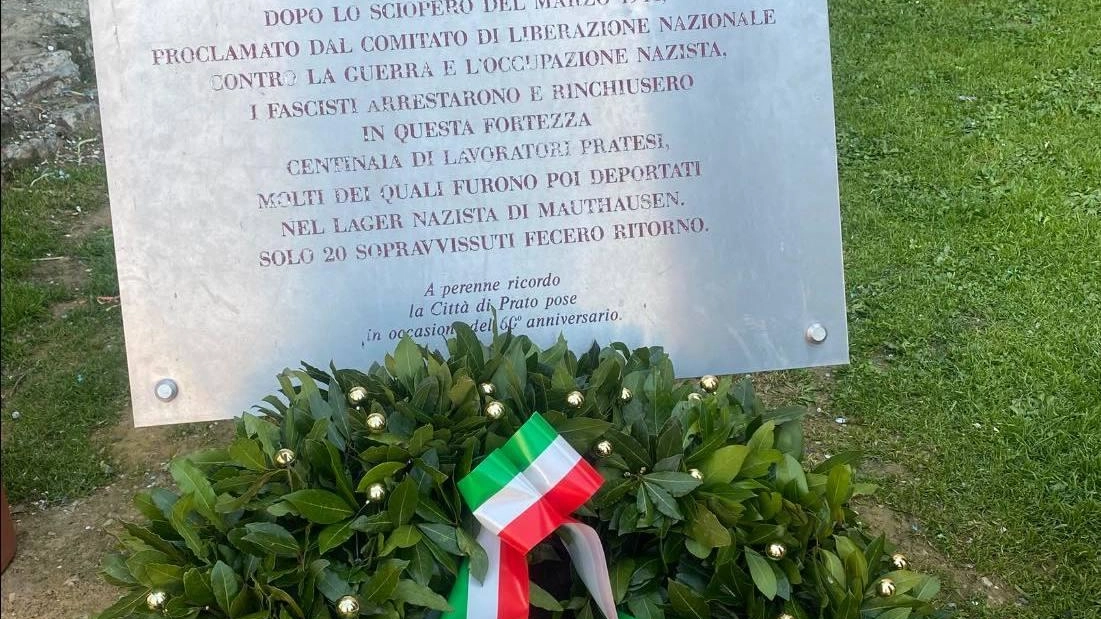 DOPO LO SCIOPERO DEL MARZO
PROCLAMATO DAL COMITATO DI LIBERAZIONE NAZIONALE
CONTRO LA GUERRA E L'OCCUPAZIONE NAZISTA,
I FASCISTI ARRESTARONO E RINCHIUSERO
IN QUESTA FORTEZZA
CENTINAIA DI LAVORATORI PRATESI,
MOLTI DEI QUALI FURONO POI DEPORTATI
NEL LAGER NAZISTA DI MAUTHAUSEN.
SOLO 20 SOPRAVVISSUTI FECERO RITORNO.
A perenne ricordo
la Città di Prato pose
in occasione del 60° anniversario.